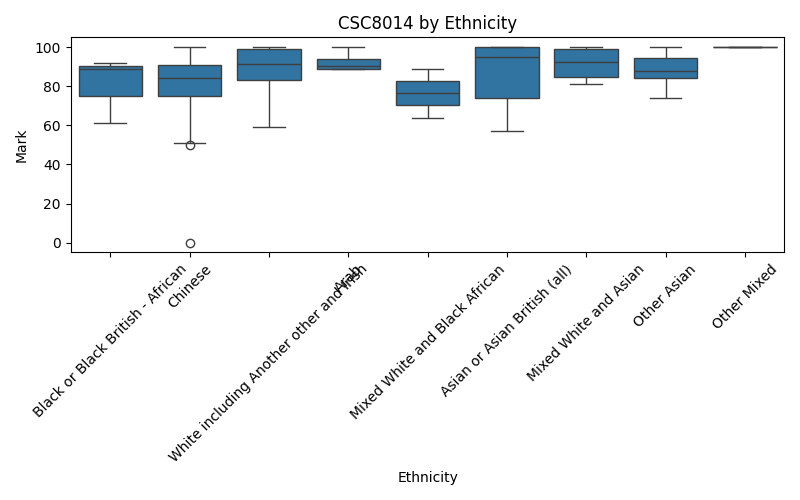 CSC8014 by Ethnicity
Mark
100
80
60
40
20
0
Black or Black British - African
Chinese
White including Another other and Irish
Arab
Mixed White and Black African
Asian or Asian British (all)
Mixed White and Asian
Other Asian
Other Mixed
Ethnicity